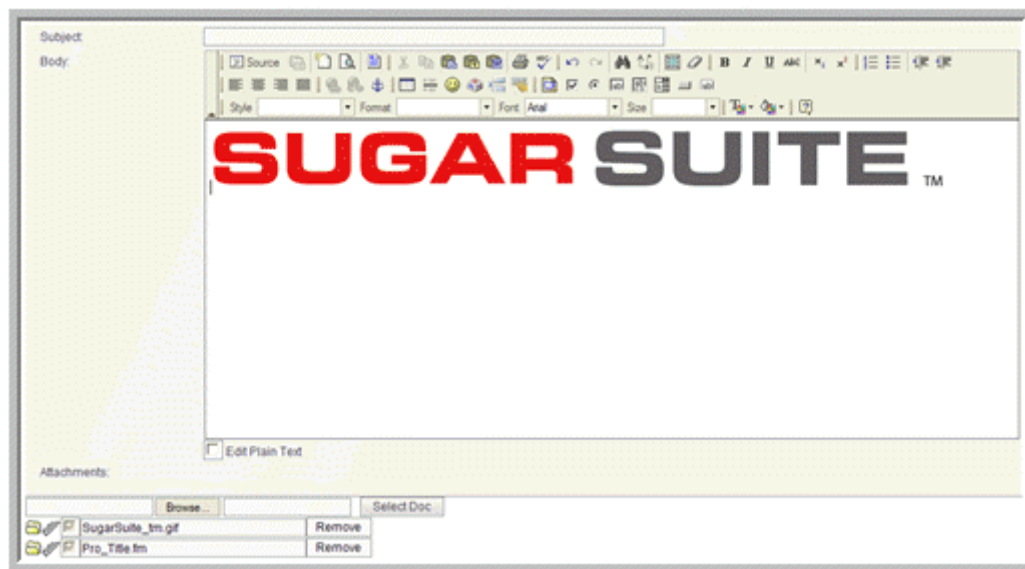 Subject:
Body:
Source
B I U ABC
Style Format Font Arial Size
SUGAR SUITE TM
Edit Plain Text
Attachments:
Browse... Select Doc
SugarSuite_tm.gif Remove
Pro_Title.fm Remove